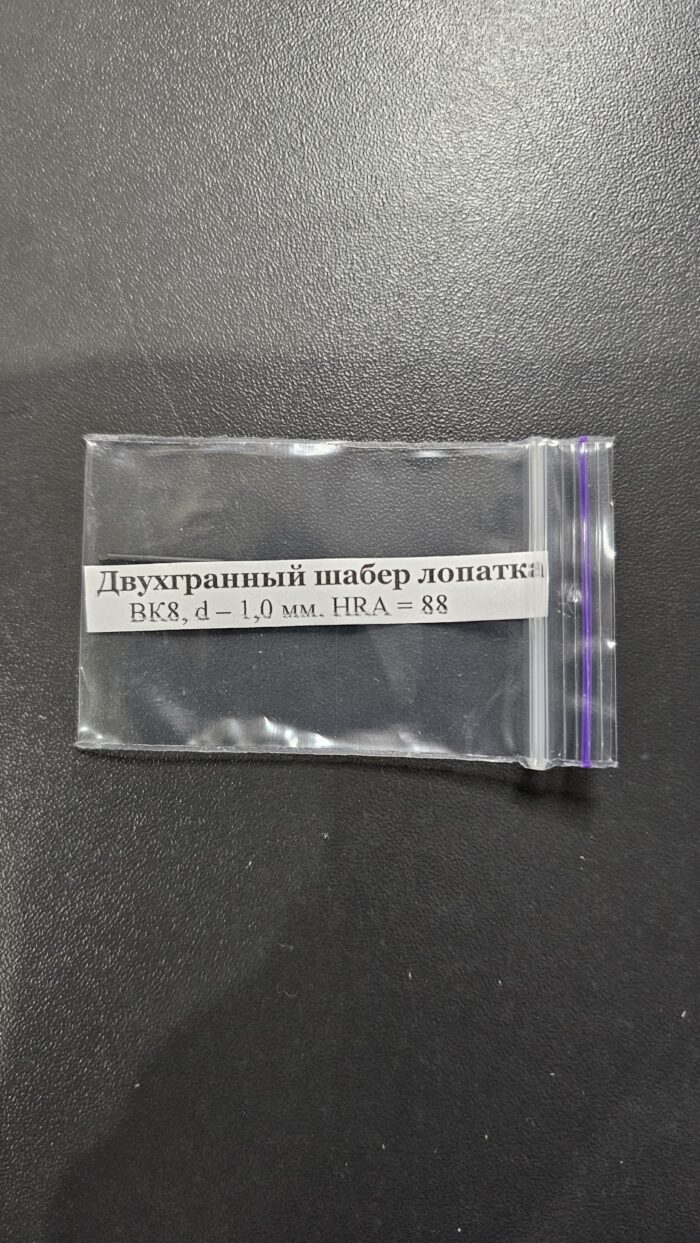 Двухгранный шабер лопатка
ВК8, d – 1,0 мм. HRA = 88